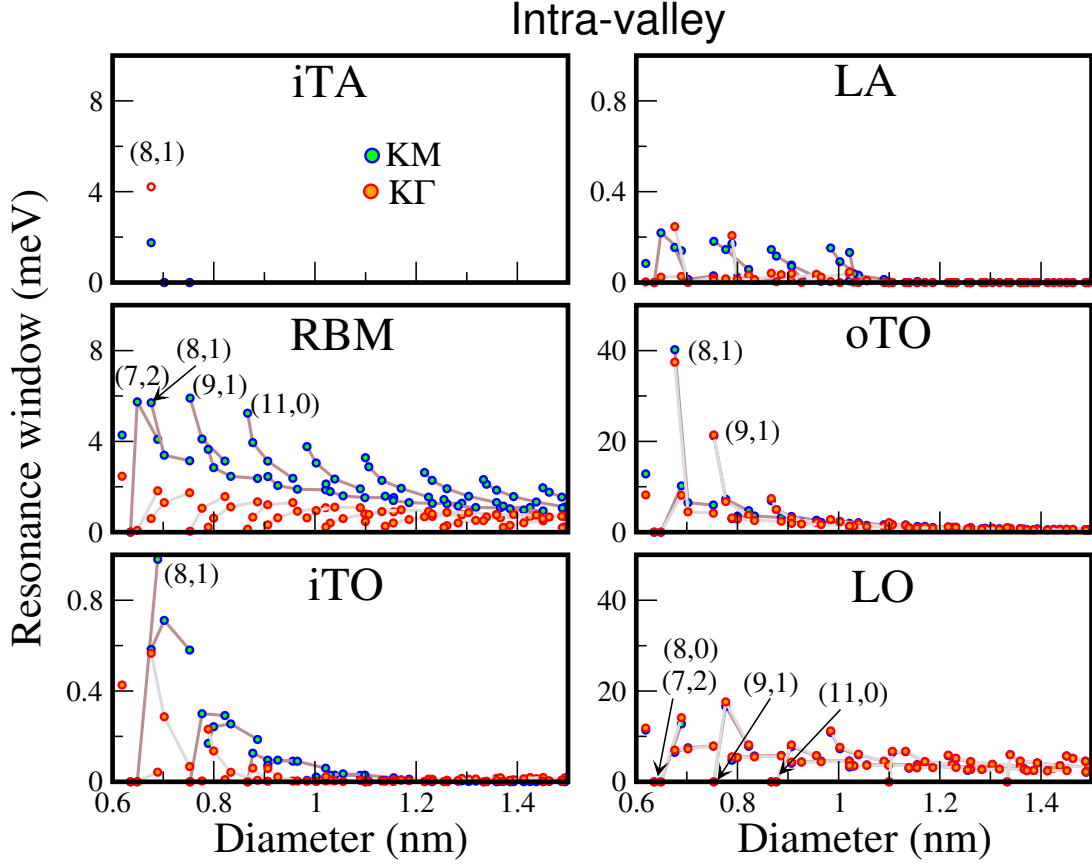 Intra-valley
Resonance window (meV)
iTA
8
4
0
(8,1)
KM
KΓ
LA
0.8
0.4
0
RBM
8
4
0
(7,2)
(8,1)
(9,1)
(11,0)
oTO
40
20
0
(8,1)
(9,1)
iTO
0.8
0.4
0
(8,1)
0.6 0.8 1 1.2 1.4
Diameter (nm)
LO
40
20
0
(8,0)
(7,2)
(9,1)
(11,0)
0.6 0.8 1 1.2 1.4
Diameter (nm)